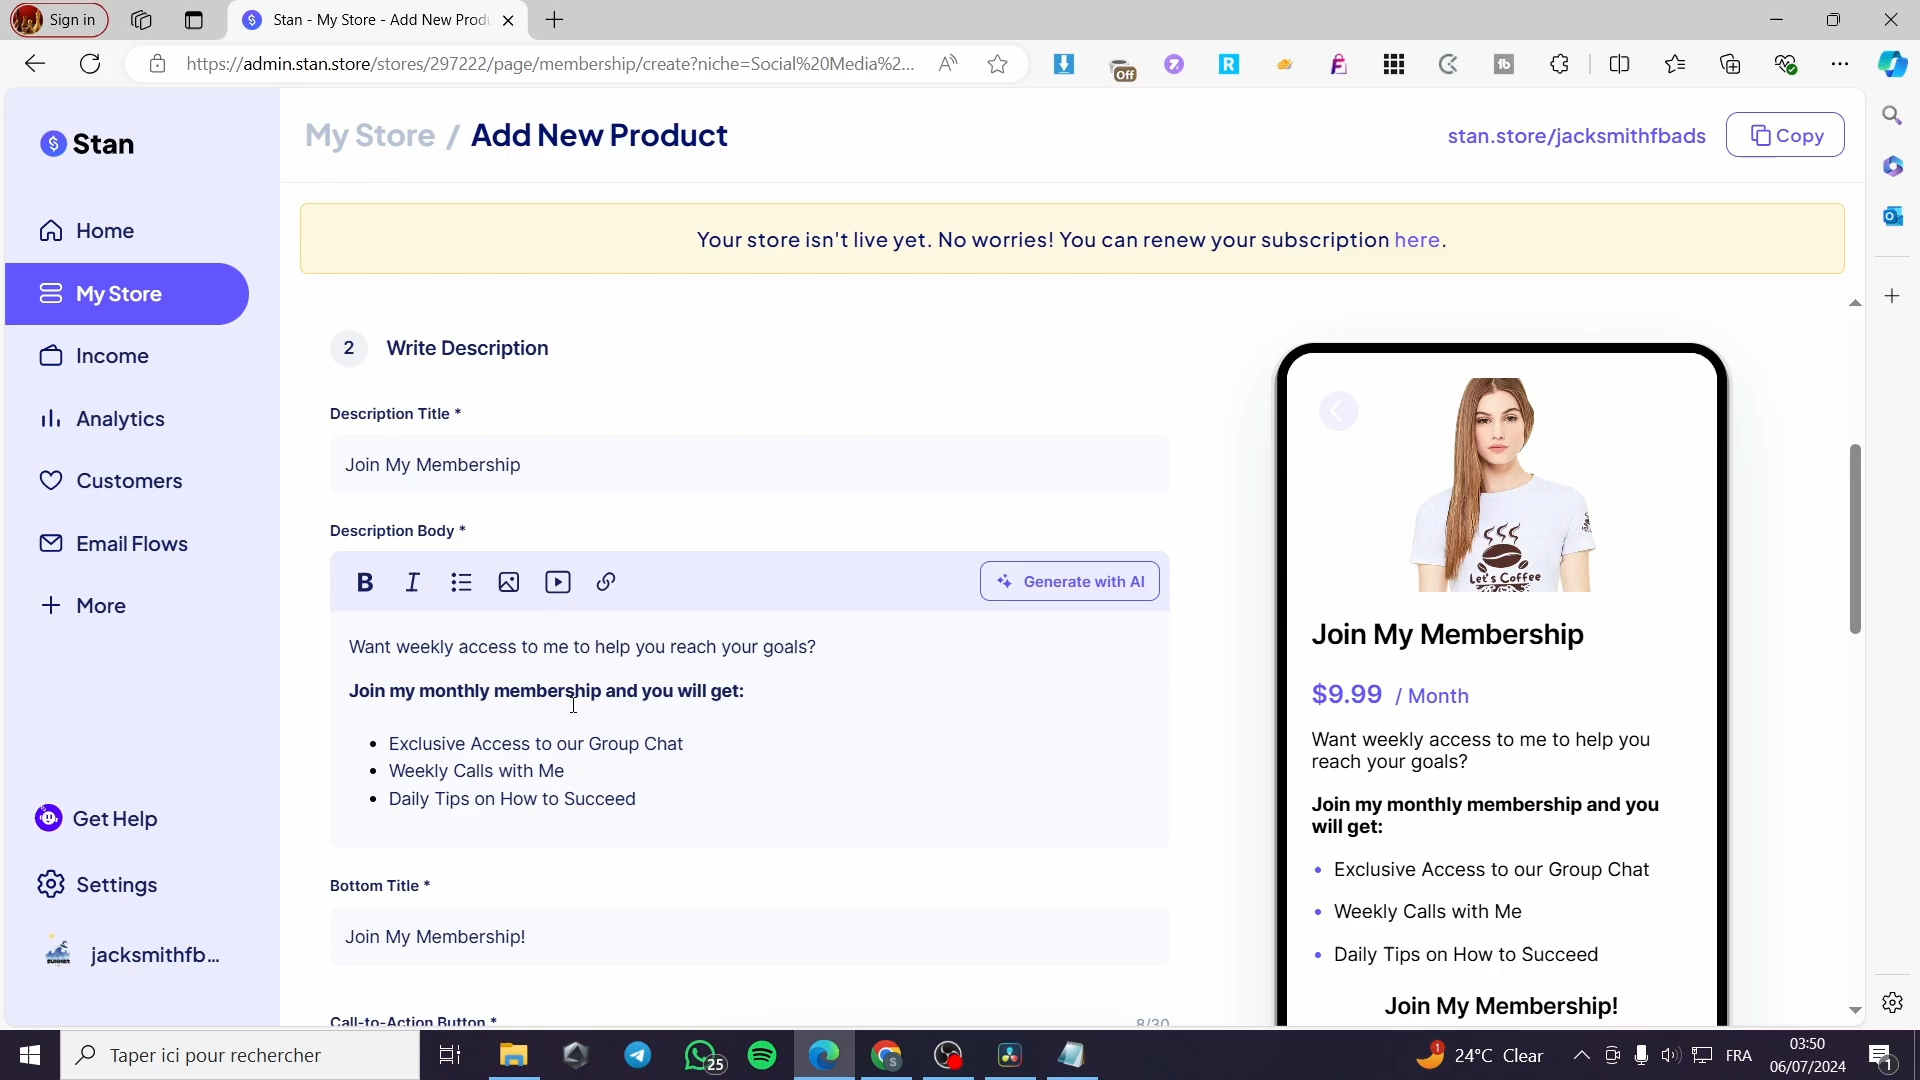 Sign in
Stan - My Store - Add New Produ
https://admin.stan.store/stores/297222/page/membership/create?niche=Social%20Media%2...
Off
Stan
My Store / Add New Product
stan.store/jacksmithfbads
Copy
Home
My Store
Income
Analytics
Customers
Email Flows
More
Get Help
Settings
jacksmithfb...
Your store isn't live yet. No worries! You can renew your subscription here.
2 Write Description
Description Title *
Join My Membership
Description Body *
B I
Generate with AI
Want weekly access to me to help you reach your goals?
Join my monthly membership and you will get:
• Exclusive Access to our Group Chat
• Weekly Calls with Me
• Daily Tips on How to Succeed
Bottom Title *
Join My Membership!
Call-to-Action Button *
8/30
Let's Coffee
Join My Membership
$9.99 / Month
Want weekly access to me to help you
reach your goals?
Join my monthly membership and you
will get:
• Exclusive Access to our Group Chat
• Weekly Calls with Me
• Daily Tips on How to Succeed
Join My Membership!
Taper ici pour rechercher
25
1
24°C Clear
FRA
03:50
06/07/2024
1